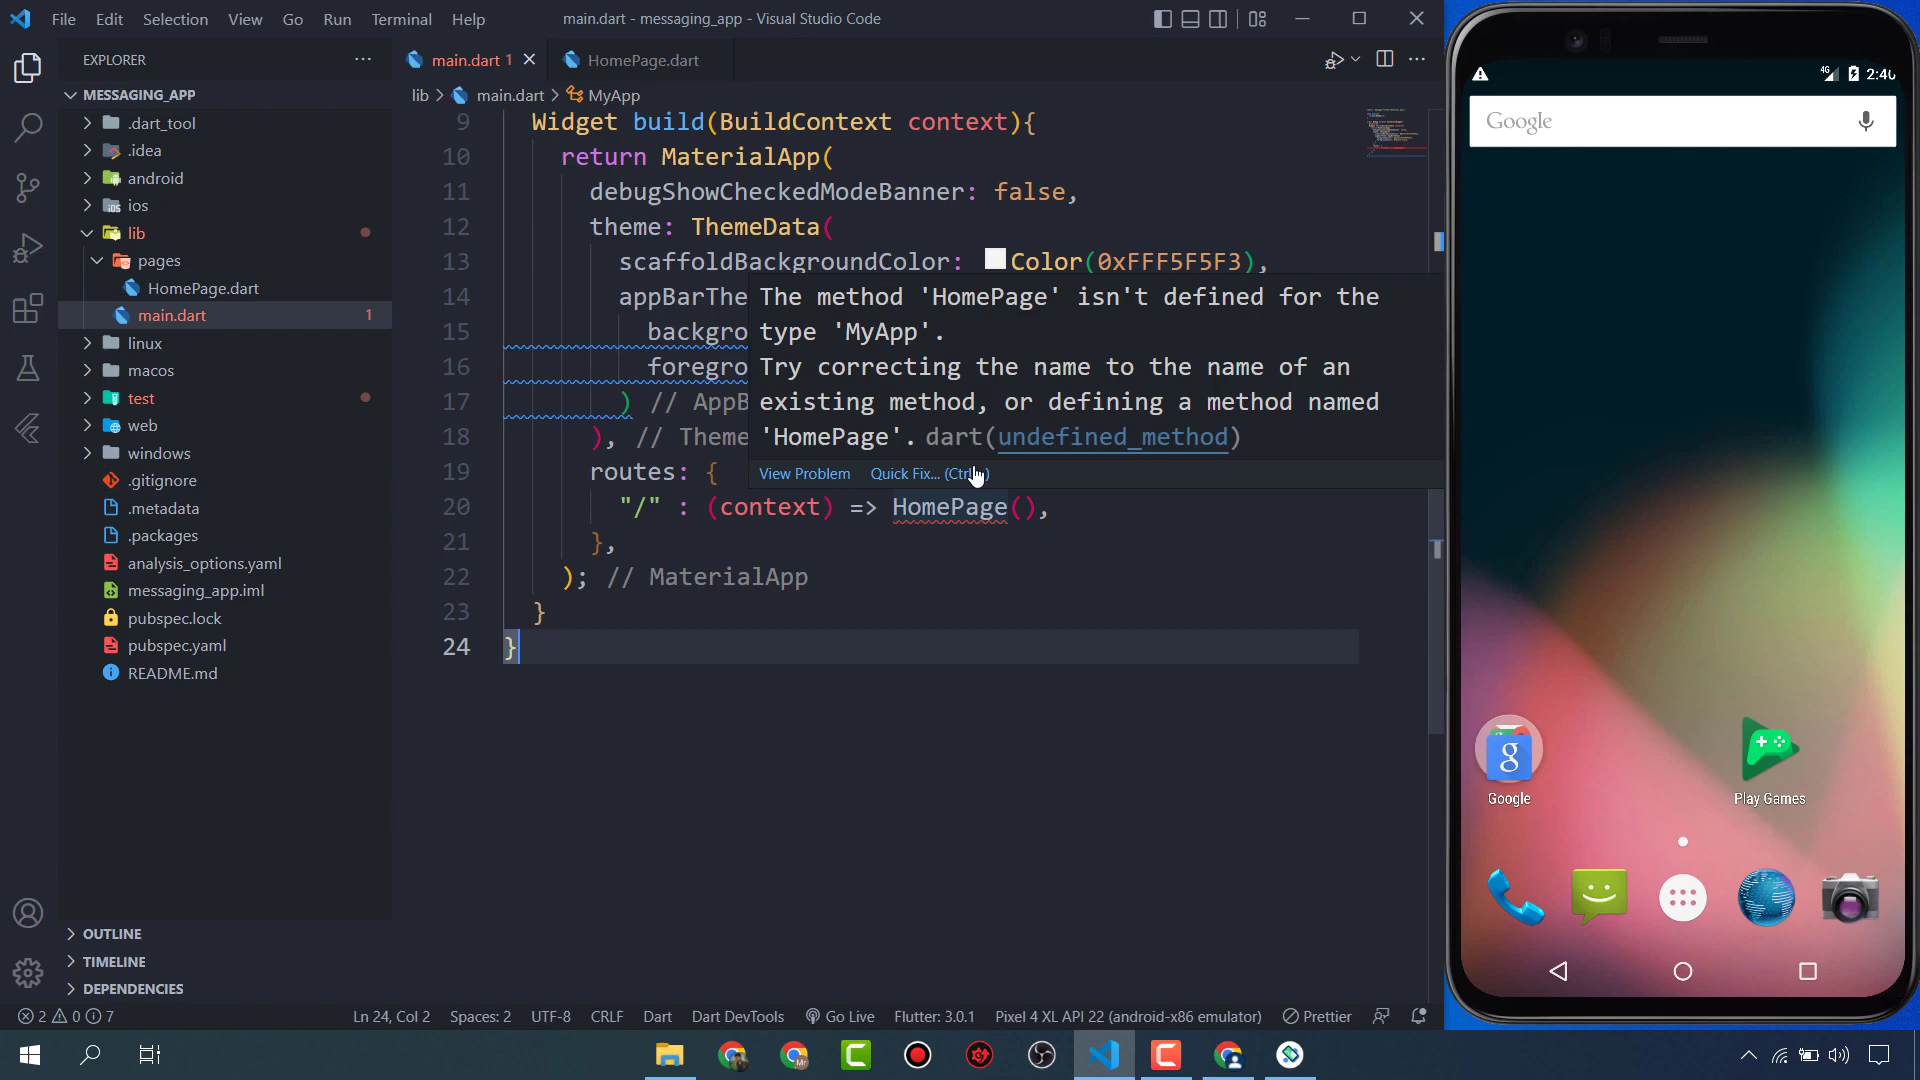 File Edit Selection View Go Run Terminal Help
main.dart - messaging_app - Visual Studio Code
EXPLORER
MESSAGING_APP
.dart_tool
.idea
android
ios
lib
pages
HomePage.dart
main.dart 1
linux
macos
test
web
windows
.gitignore
.metadata
.packages
analysis_options.yaml
messaging_app.iml
pubspec.lock
pubspec.yaml
README.md
OUTLINE
TIMELINE
DEPENDENCIES
main.dart 1
HomePage.dart
lib > main.dart > MyApp
9 Widget build(BuildContext context){
10 return MaterialApp(
11 debugShowCheckedModeBanner: false,
12 theme: ThemeData(
13 scaffoldBackgroundColor: Color(0xFFF5F5F3),
14 appBarThe
15 backgro
16 foregro
17 ) // AppB
18 ), // Theme
19 routes: {
20 "/" : (context) => HomePage(),
21 },
22 ); // MaterialApp
23 }
24 }
The method 'HomePage' isn't defined for the
type 'MyApp'.
Try correcting the name to the name of an
existing method, or defining a method named
'HomePage'. dart(undefined_method)
View Problem Quick Fix... (Ctrl )
2 0 7
Ln 24, Col 2 Spaces: 2 UTF-8 CRLF Dart Dart DevTools Go Live Flutter: 3.0.1 Pixel 4 XL API 22 (android-x86 emulator) Prettier
4G 2:46
Google
Google
Play Games